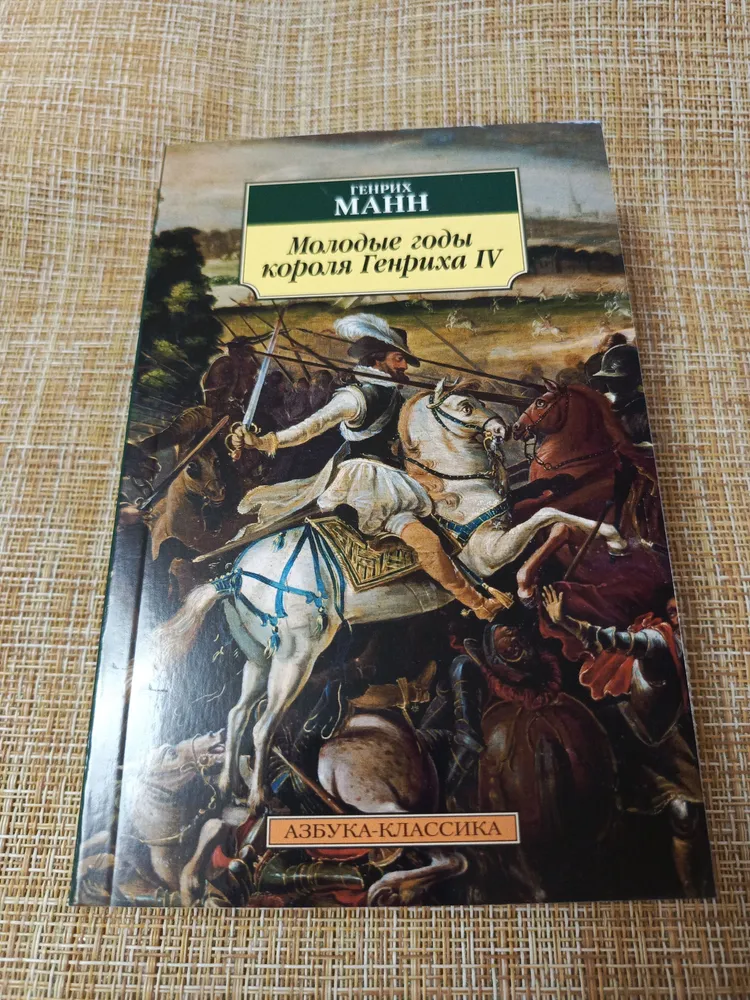 ГЕНРИХ
МАНН
Молодые годы
короля Генриха IV
АЗБУКА-КЛАССИКА